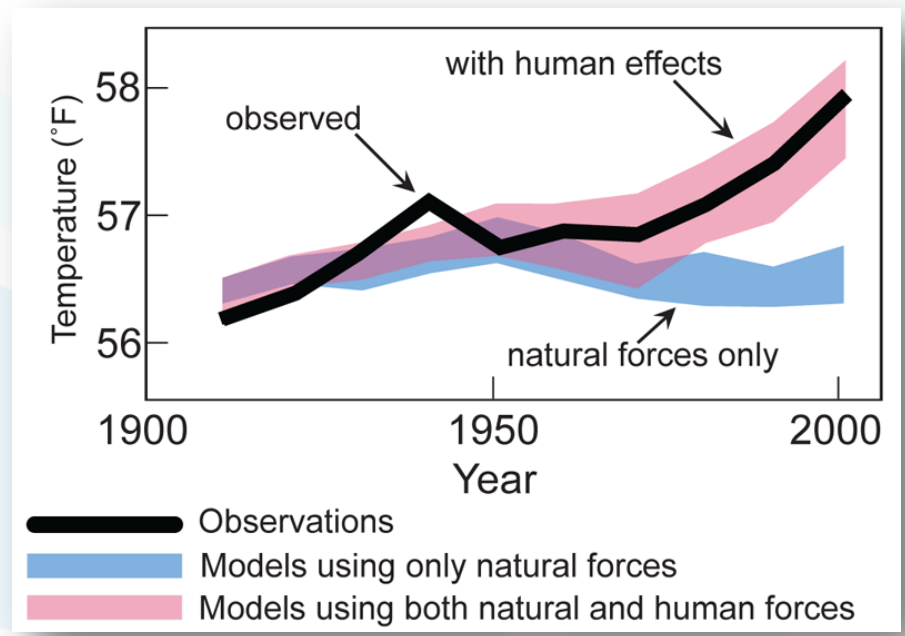 with human effects
58
observed
57
Temperature (˚F)
56
natural forces only
1900
1950
2000
Year
Observations
Models using only natural forces
Models using both natural and human forces